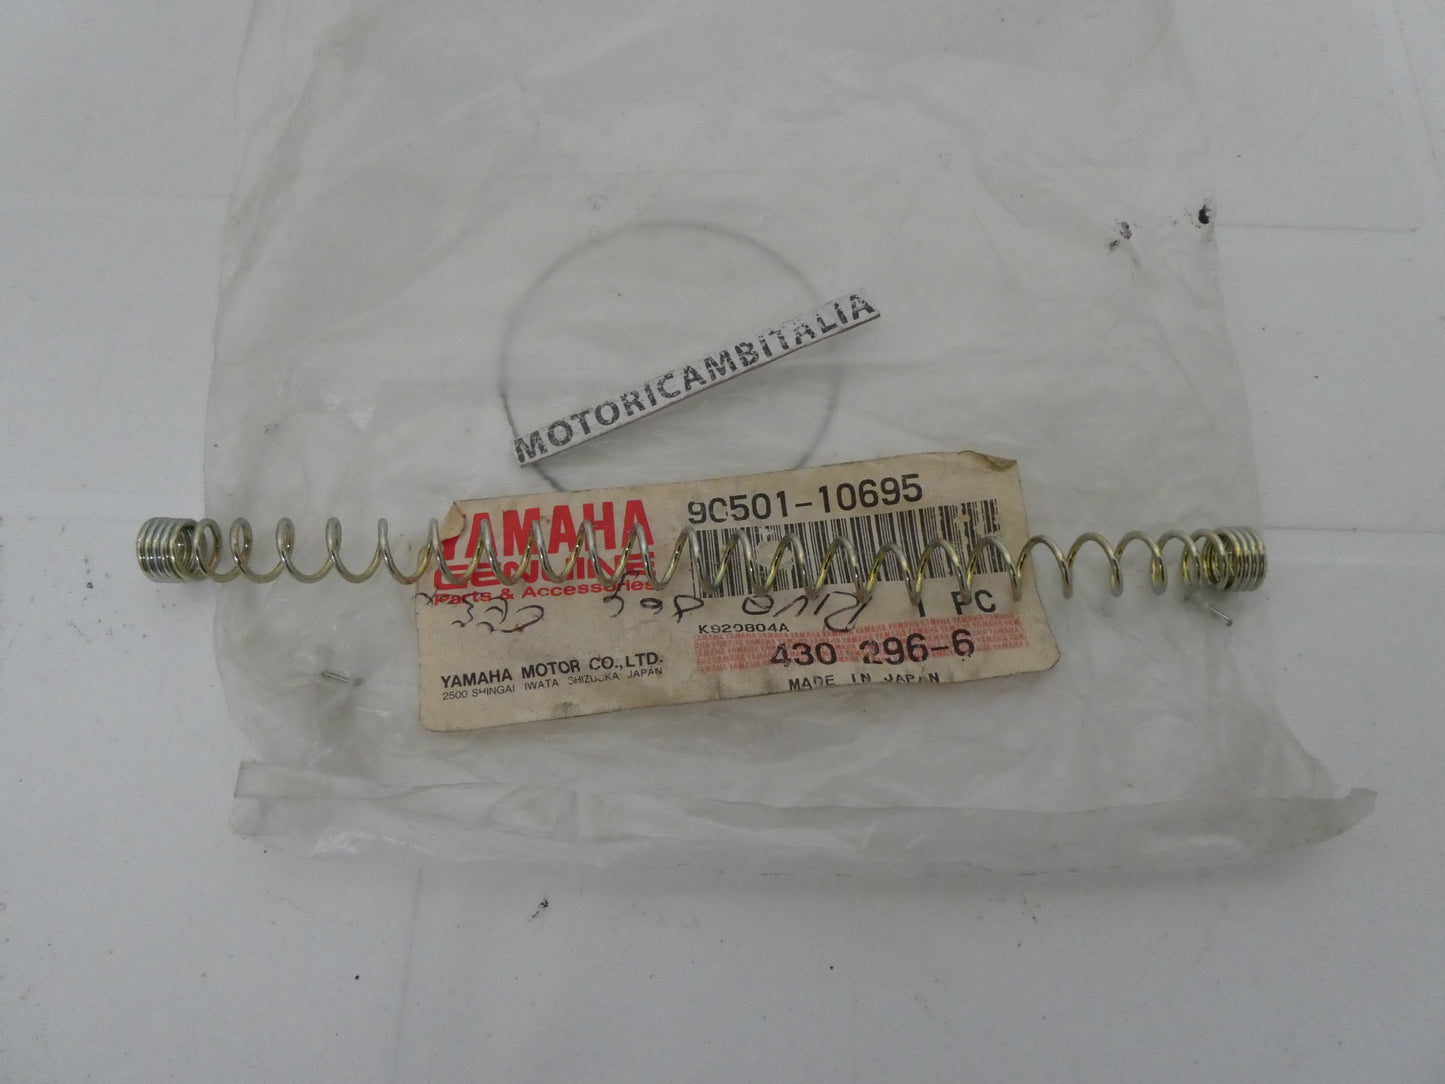 MOTORICAMBITALIA
YAMAHA
GENUINE
Parts & Accessories
90501-10695
1 PC
K920804A
430 296-6
YAMAHA MOTOR CO.,LTD.
2500 SHINGAI IWATA SHIZUOKA JAPAN
MADE IN JAPAN